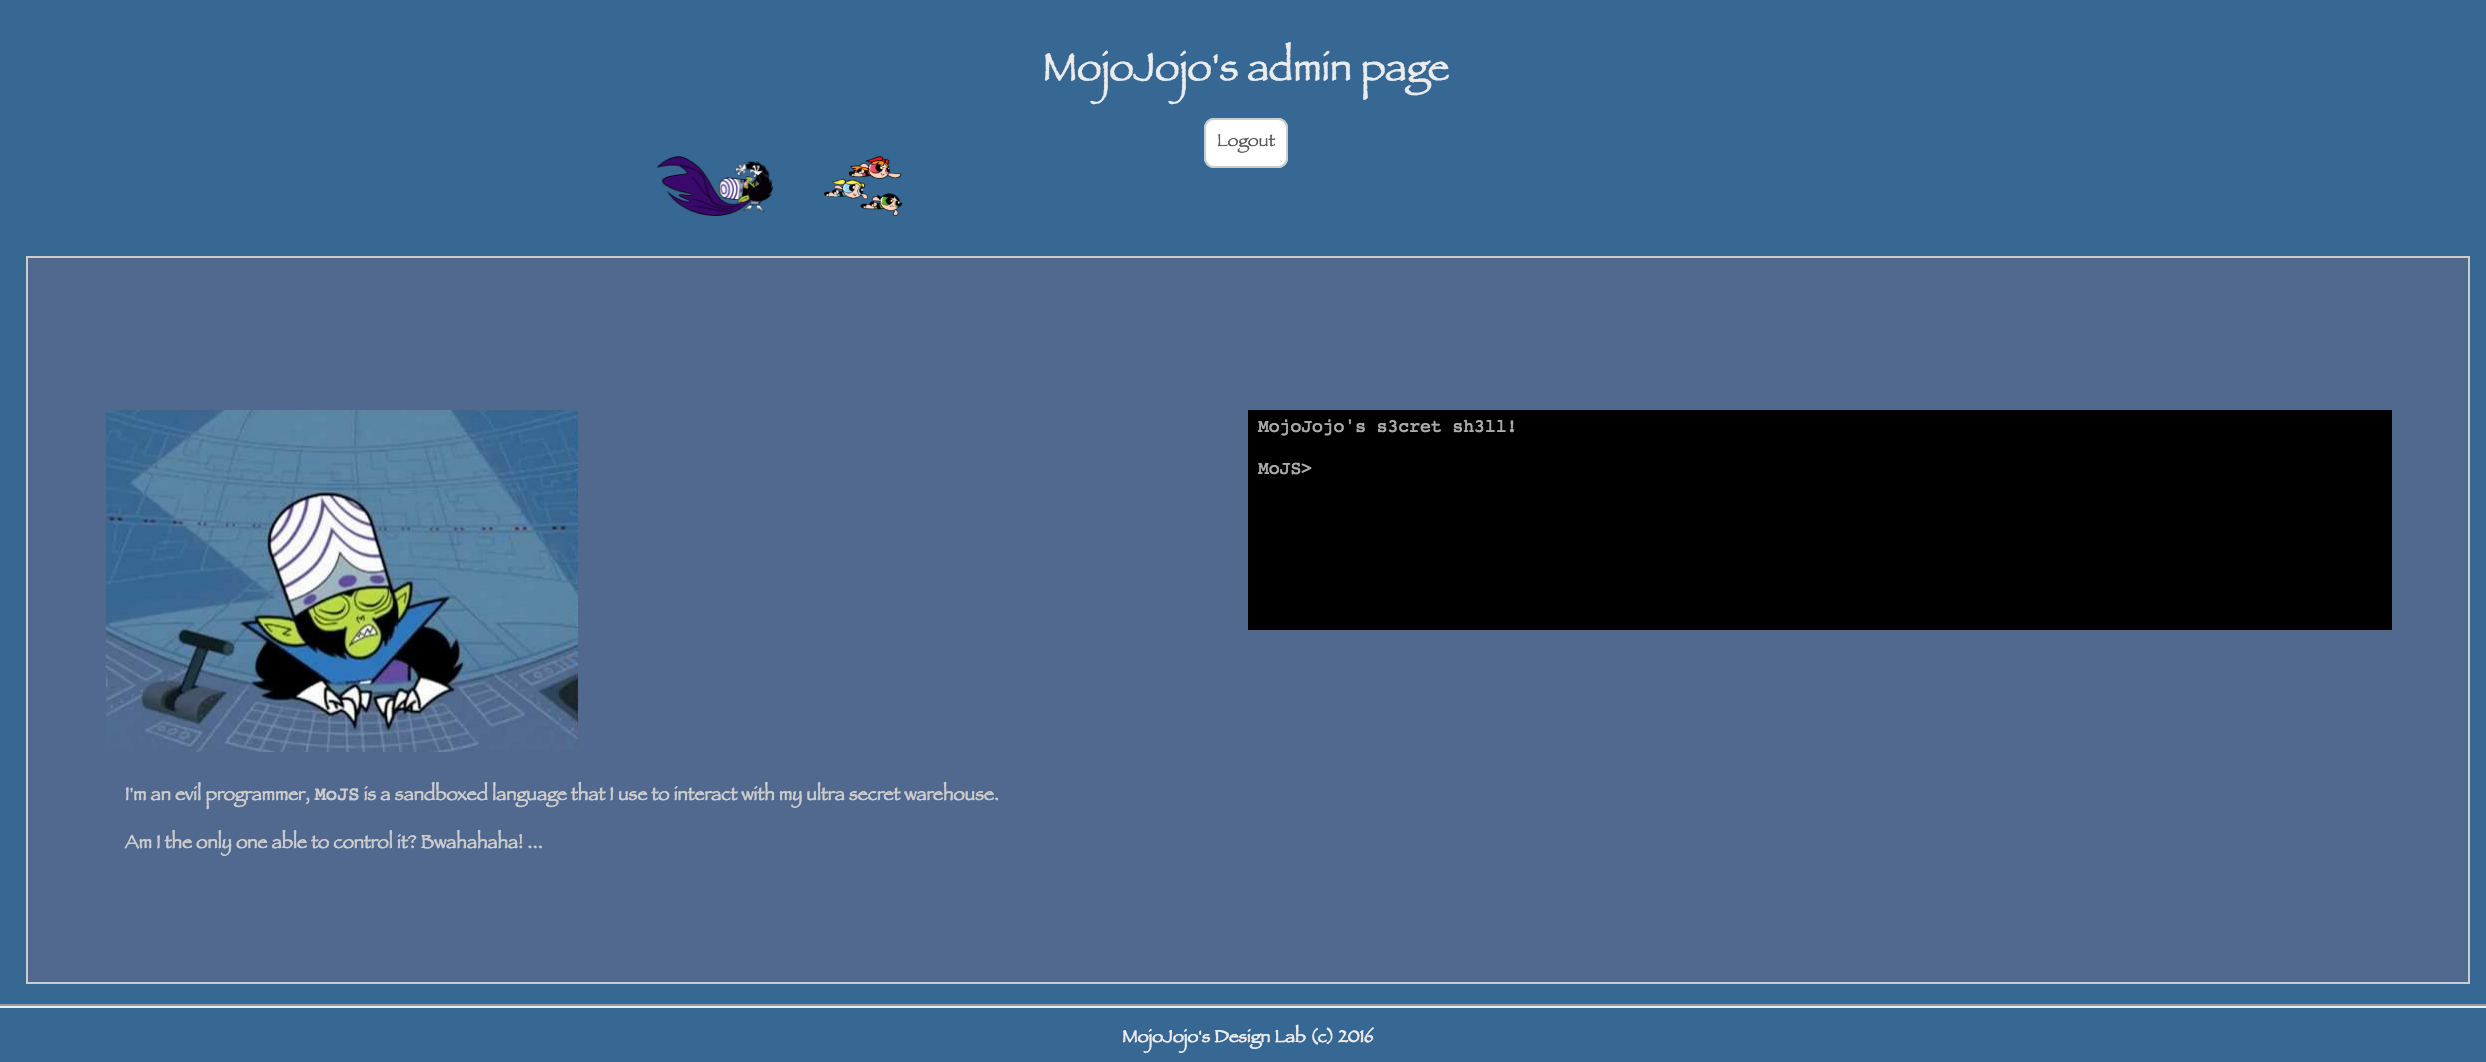 MojoJojo's admin page
Logout
MojoJojo's s3cret sh3ll!
MoJS>
I'm an evil programmer, MoJS is a sandboxed language that I use to interact with my ultra secret warehouse.
Am I the only one able to control it? Bwahahaha! ...
MojoJojo's Design Lab (c) 2016